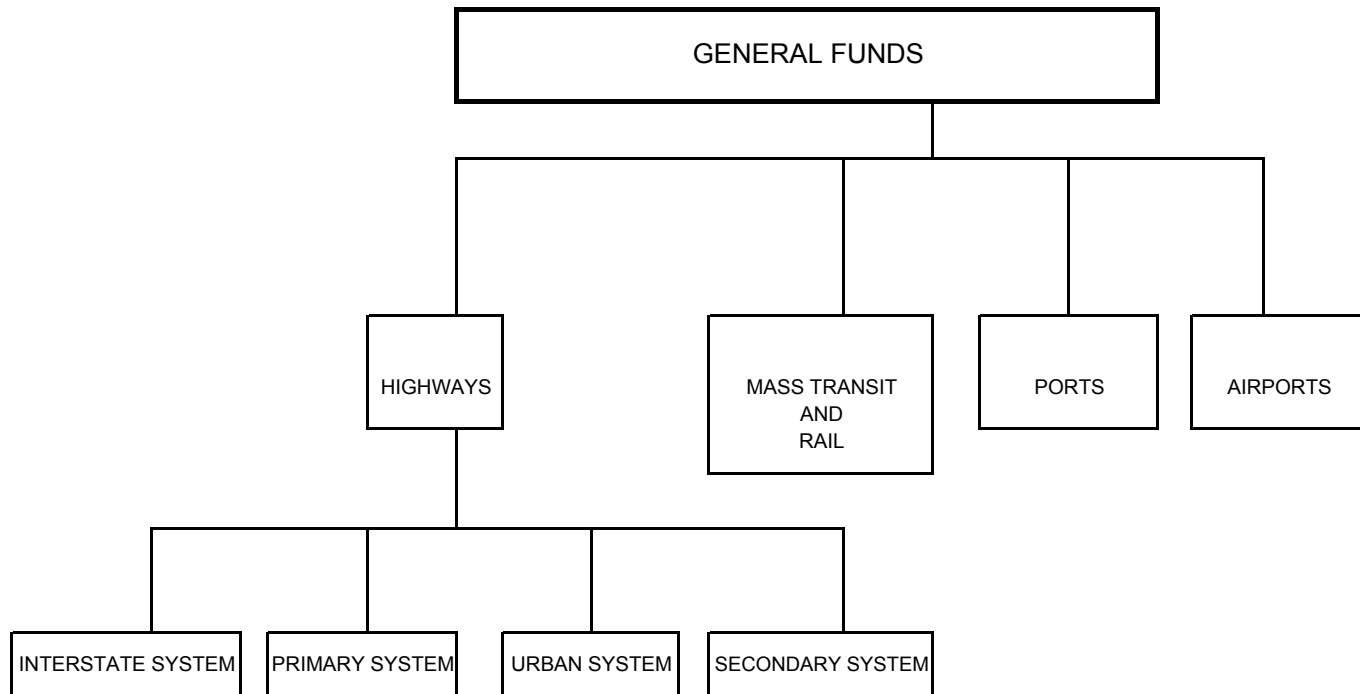 GENERAL FUNDS
HIGHWAYS
MASS TRANSIT
AND
RAIL
PORTS
AIRPORTS
INTERSTATE SYSTEM
PRIMARY SYSTEM
URBAN SYSTEM
SECONDARY SYSTEM